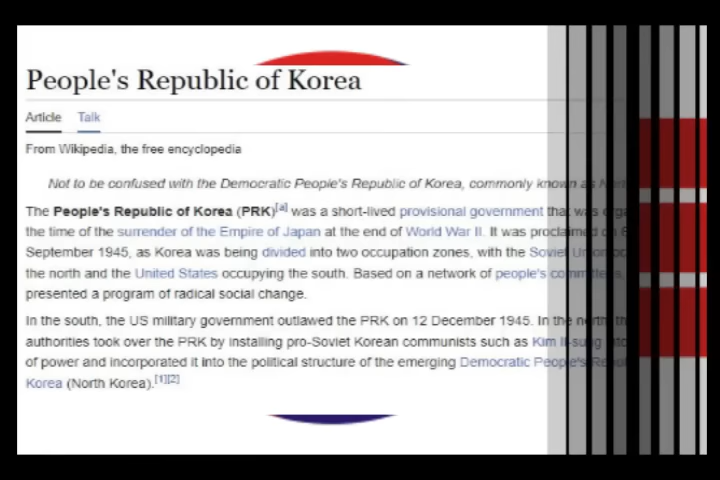 People's Republic of Korea
Article Talk
From Wikipedia, the free encyclopedia
Not to be confused with the Democratic People's Republic of Korea, commonly known as
The People's Republic of Korea (PRK)[a] was a short-lived provisional government that was
the time of the surrender of the Empire of Japan at the end of World War II. It was proclaimed on 6
September 1945, as Korea was being divided into two occupation zones, with the Soviet Union
the north and the United States occupying the south. Based on a network of people's committees,
presented a program of radical social change.
In the south, the US military government outlawed the PRK on 12 December 1945. In the north,
authorities took over the PRK by installing pro-Soviet Korean communists such as Kim Il-sung into
of power and incorporated it into the political structure of the emerging Democratic People's
Korea (North Korea).[1][2]